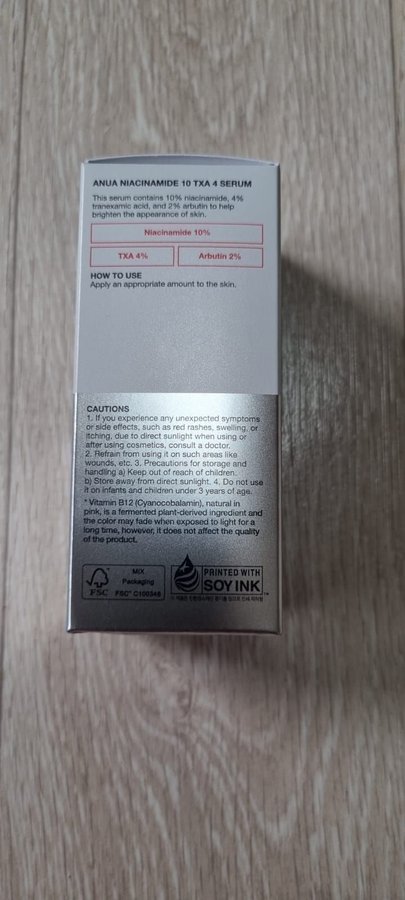 ANUA NIACINAMIDE 10 TXA 4 SERUM
This serum contains 10% niacinamide, 4%
tranexamic acid, and 2% arbutin to help
brighten the appearance of skin.
Niacinamide 10%
TXA 4%
Arbutin 2%
HOW TO USE
Apply an appropriate amount to the skin.
CAUTIONS
1. If you experience any unexpected symptoms
or side effects, such as red rashes, swelling, or
itching, due to direct sunlight when using or
after using cosmetics, consult a doctor.
2. Refrain from using it on such areas like
wounds, etc. 3. Precautions for storage and
handling a) Keep out of reach of children.
b) Store away from direct sunlight. 4. Do not use
it on infants and children under 3 years of age.
* Vitamin B12 (Cyanocobalamin), natural in
pink, is a fermented plant-derived ingredient and
the color may fade when exposed to light for a
long time, however, it does not affect the quality
of the product.
FSC
MIX
Packaging
FSC® C100346
PRINTED WITH
SOY INK™